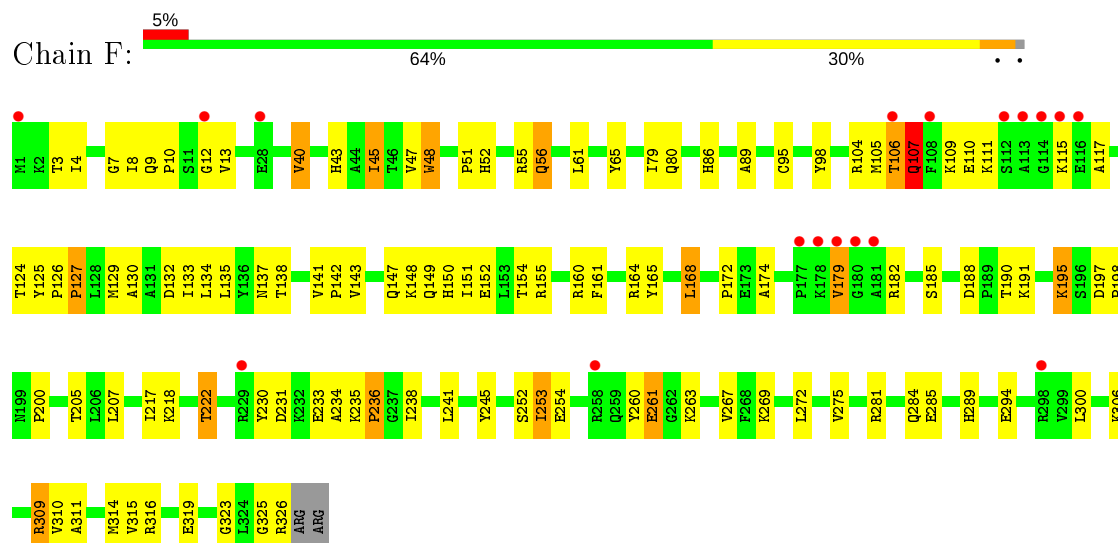 5%
Chain F:
64% 30% • •
M1 K2 T3 I4 G7 I8 Q9 P10 S11 G12 V13 E28 V40 H43 A44 I45 T46 V47 W48 P51 H52 R55 Q56 L61 Y65 I79 Q80 H86 A89 C95 Y98 R104 M105 T106 Q107 F108 K109 E110 K111 S112 A113 G114 K115 E116 A117
T124 Y125 P126 P127 L128 M129 A130 A131 D132 I133 L134 L135 Y136 N137 T138 V141 P142 V143 Q147 K148 Q149 H150 I151 E152 L153 T154 R155 R160 F161 R164 Y165 L168 P172 E173 A174 P177 K178 V179 G180 A181 R182 S185 D188 P189 T190 K191 K195 S196 D197
N199 P200 T205 L206 L207 I217 K218 T222 R229 Y230 D231 K232 E233 A234 K235 P236 G237 I238 L241 Y245 S252 I253 E254 R258 Q259 Y260 E261 G262 K263 V267 F268 K269 L272 V275 R281 Q284 E285 H289 E294 R298 V299 L300
R309 V310 A311 M314 V315 R316 E319 G323 L324 G325 R326 ARG ARG